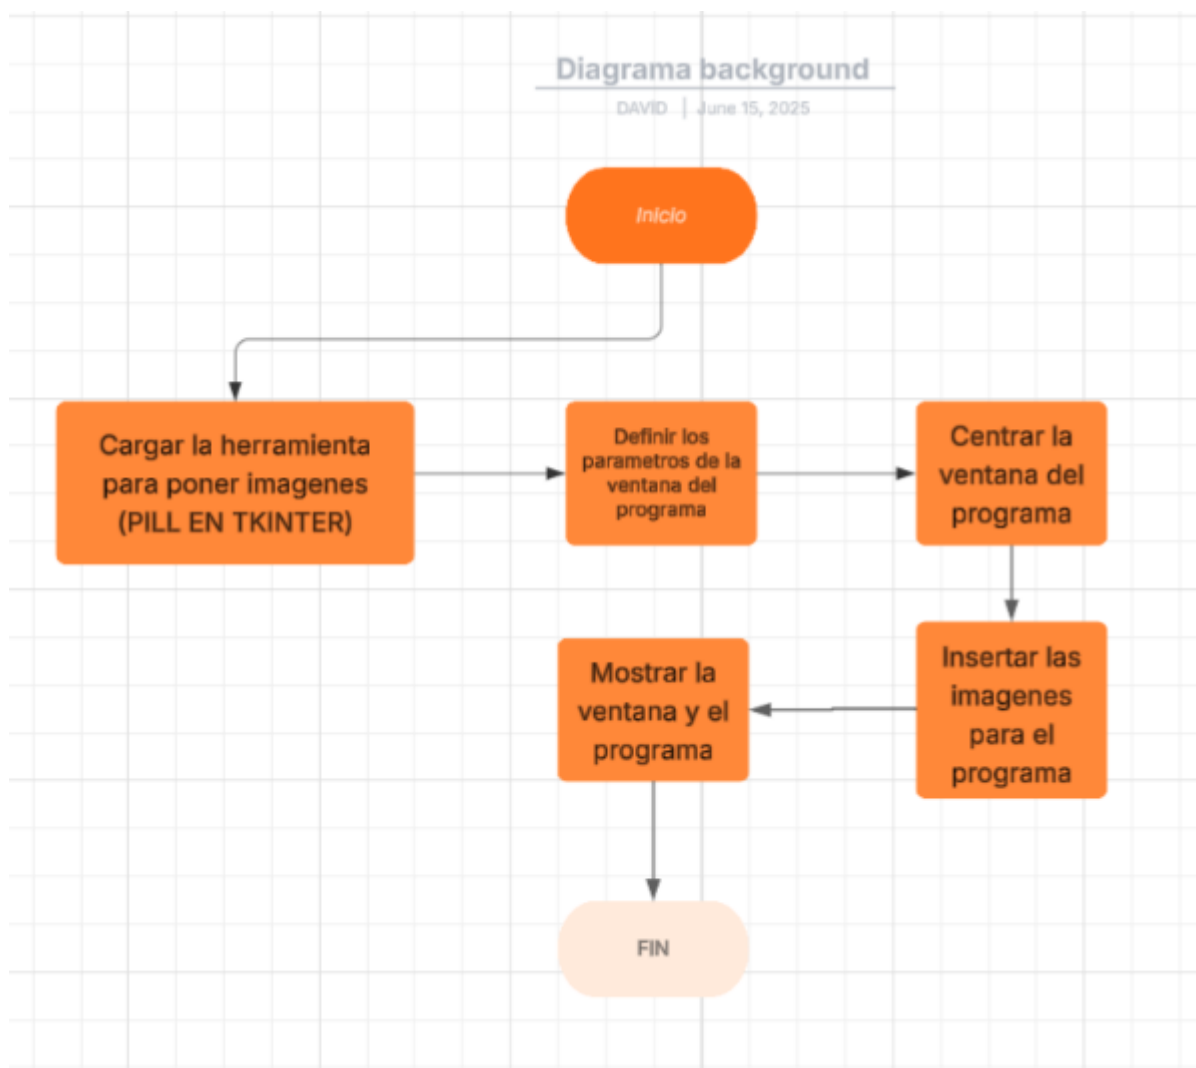 Diagrama background
DAVID | June 15, 2025
Inicio
Cargar la herramienta
para poner imagenes
(PILL EN TKINTER)
Definir los
parametros de la
ventana del
programa
Centrar la
ventana del
programa
Insertar las
imagenes
para el
programa
Mostrar la
ventana y el
programa
FIN